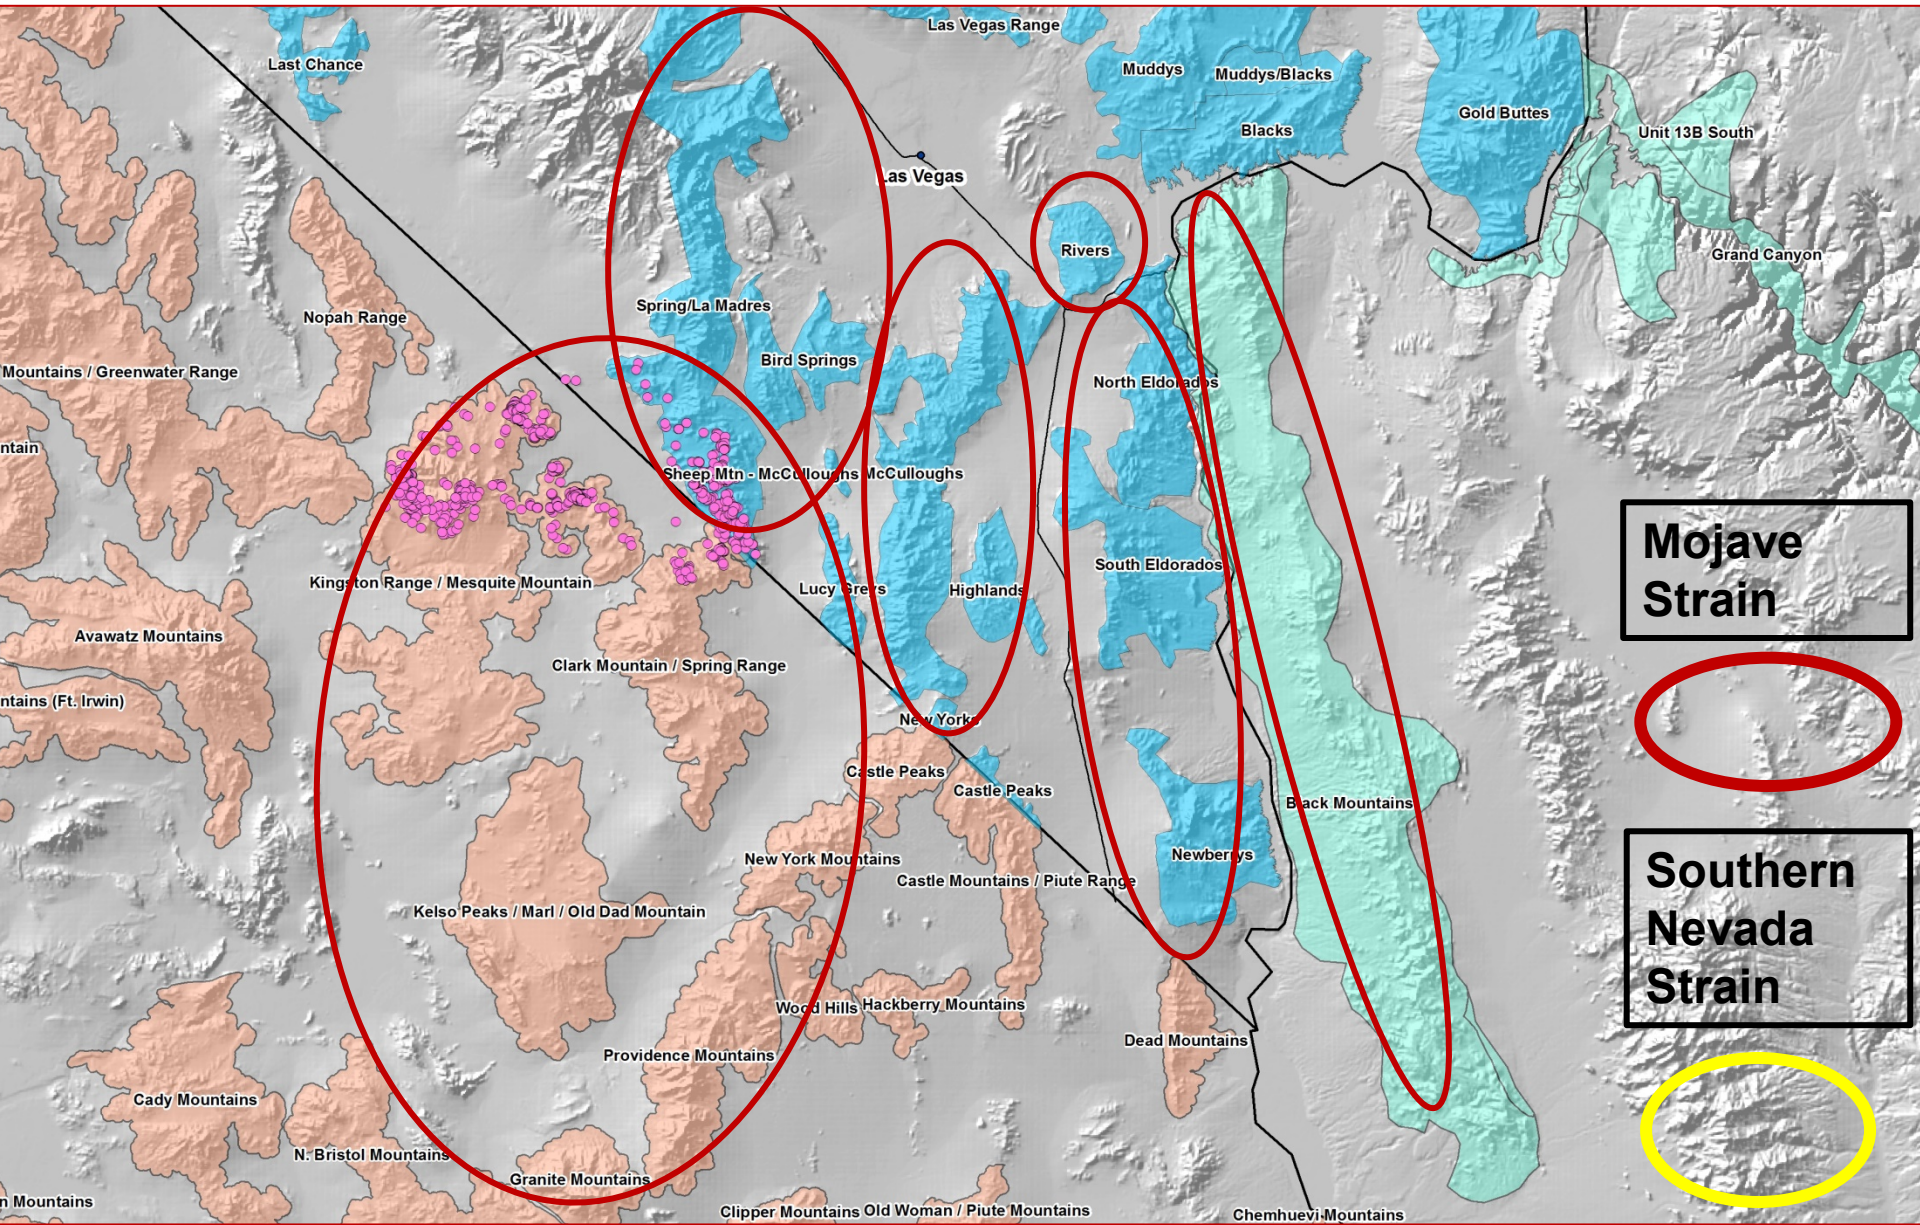 Las Vegas Range
Last Chance
Muddys
Muddys/Blacks
Gold Buttes
Blacks
Unit 13B South
Las Vegas
Rivers
Grand Canyon
Spring/La Madres
Nopah Range
Bird Springs
Mountains / Greenwater Range
North Eldorados
ntain
Sheep Mtn - McCulloughs
McCulloughs
Mojave
Strain
South Eldorados
Kingston Range / Mesquite Mountain
Lucy Greys
Highlands
Avawatz Mountains
Clark Mountain / Spring Range
ntains (Ft. Irwin)
New Yorks
Castle Peaks
Castle Peaks
Black Mountains
New York Mountains
Newberrys
Castle Mountains / Piute Range
Southern
Nevada
Strain
Kelso Peaks / Marl / Old Dad Mountain
Wood Hills
Hackberry Mountains
Dead Mountains
Providence Mountains
Cady Mountains
N. Bristol Mountains
Granite Mountains
n Mountains
Clipper Mountains
Old Woman / Piute Mountains
Chemhuevi Mountains